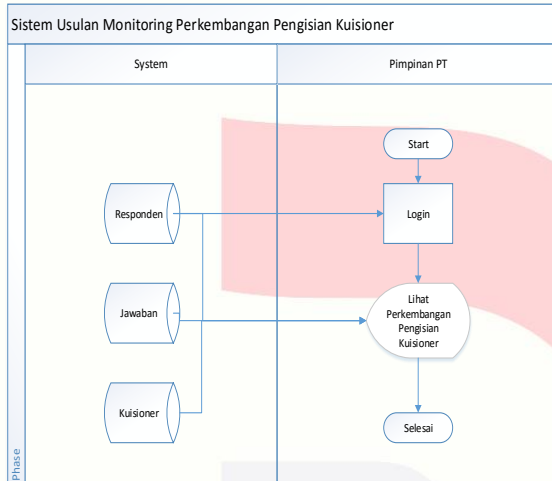 Sistem Usulan Monitoring Perkembangan Pengisian Kuisioner
System
Pimpinan PT
Start
Responden
Login
Jawaban
Lihat
Perkembangan
Pengisian
Kuisioner
Kuisioner
Selesai
Phase